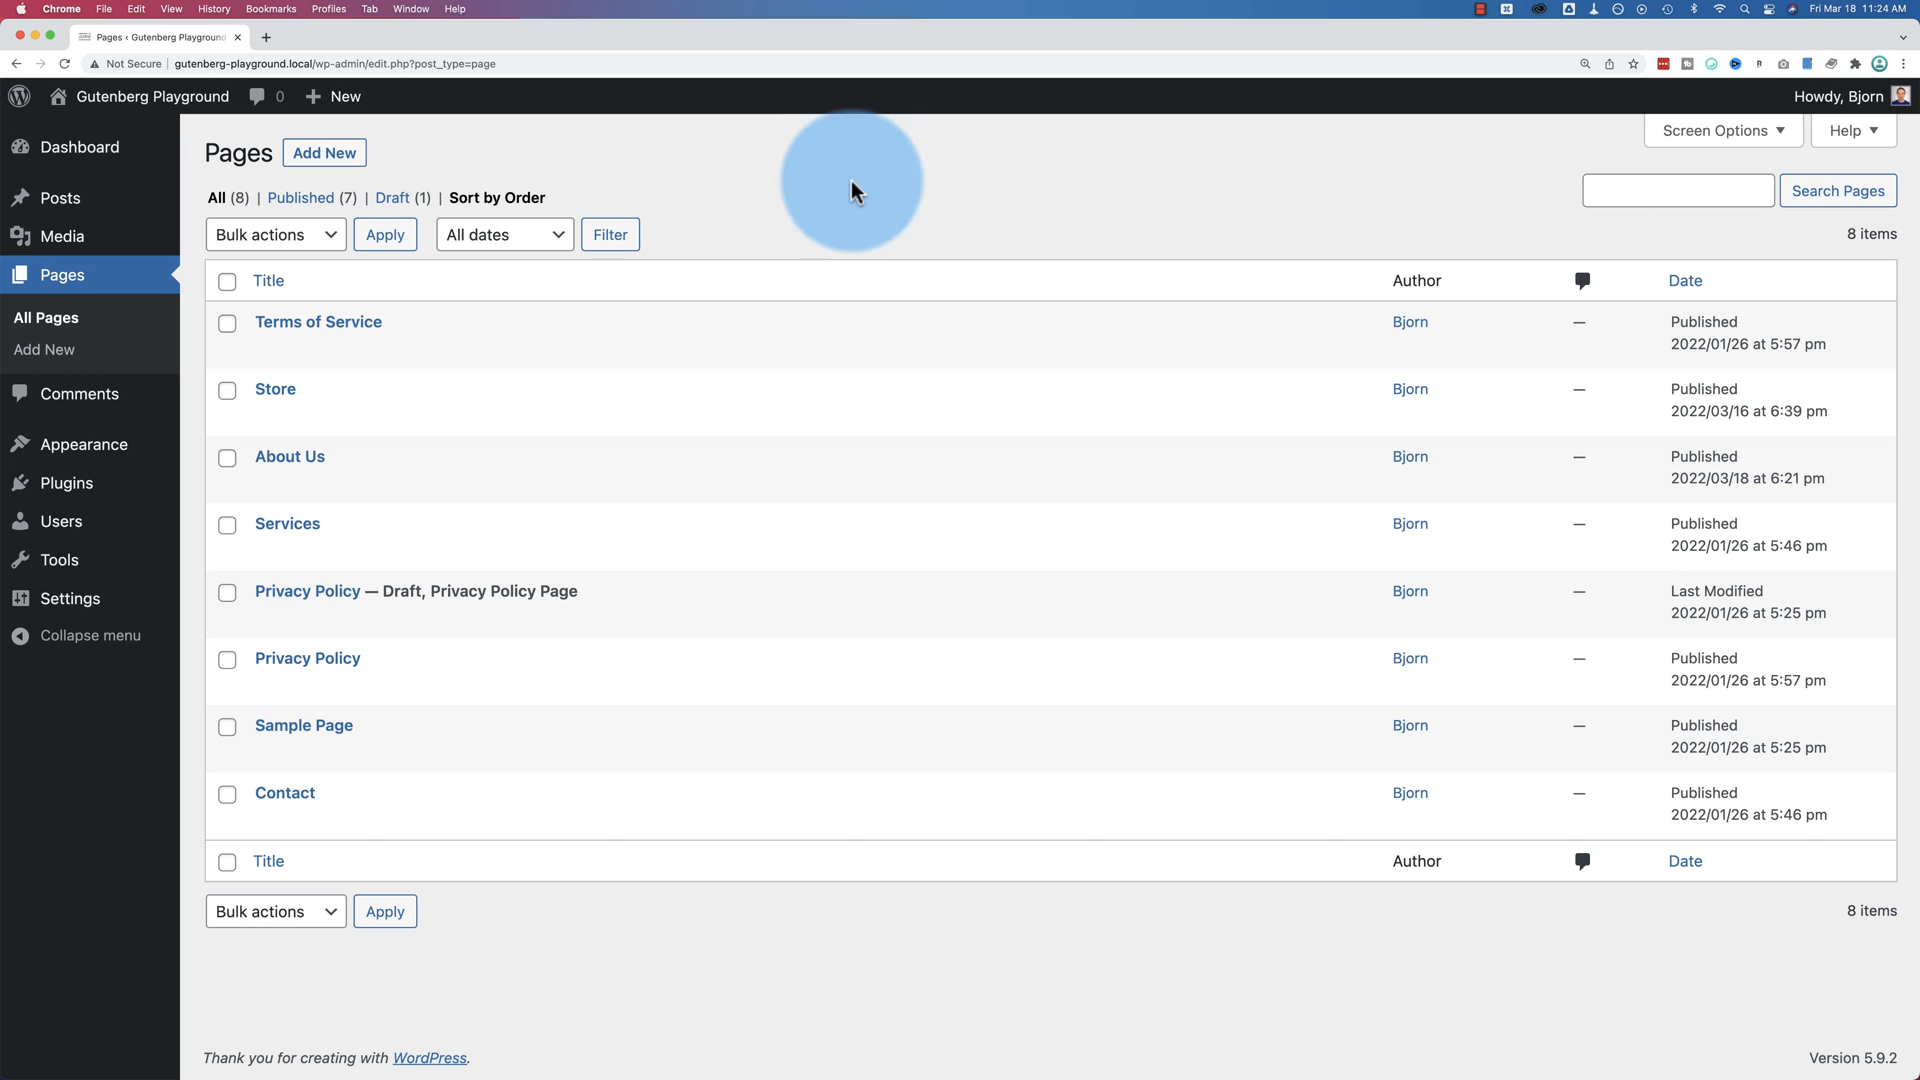 Chrome File Edit View History Bookmarks Profiles Tab Window Help
Fri Mar 18 11:24 AM
Pages ‹ Gutenberg Playground
Not Secure | gutenberg-playground.local/wp-admin/edit.php?post_type=page
Gutenberg Playground 0 New
Howdy, Bjorn
Dashboard
Posts
Media
Pages
All Pages
Add New
Comments
Appearance
Plugins
Users
Tools
Settings
Collapse menu
Screen Options Help
Pages Add New
All (8) | Published (7) | Draft (1) | Sort by Order
Search Pages
Bulk actions Apply All dates Filter
8 items
Title Author Date
Terms of Service Bjorn — Published
2022/01/26 at 5:57 pm
Store Bjorn — Published
2022/03/16 at 6:39 pm
About Us Bjorn — Published
2022/03/18 at 6:21 pm
Services Bjorn — Published
2022/01/26 at 5:46 pm
Privacy Policy — Draft, Privacy Policy Page Bjorn — Last Modified
2022/01/26 at 5:25 pm
Privacy Policy Bjorn — Published
2022/01/26 at 5:57 pm
Sample Page Bjorn — Published
2022/01/26 at 5:25 pm
Contact Bjorn — Published
2022/01/26 at 5:46 pm
Title Author Date
Bulk actions Apply
8 items
Thank you for creating with WordPress.
Version 5.9.2